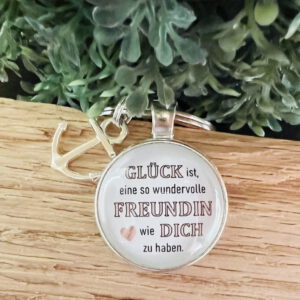 GLÜCK ist,
eine so wundervolle
FREUNDIN
wie DICH
zu haben.